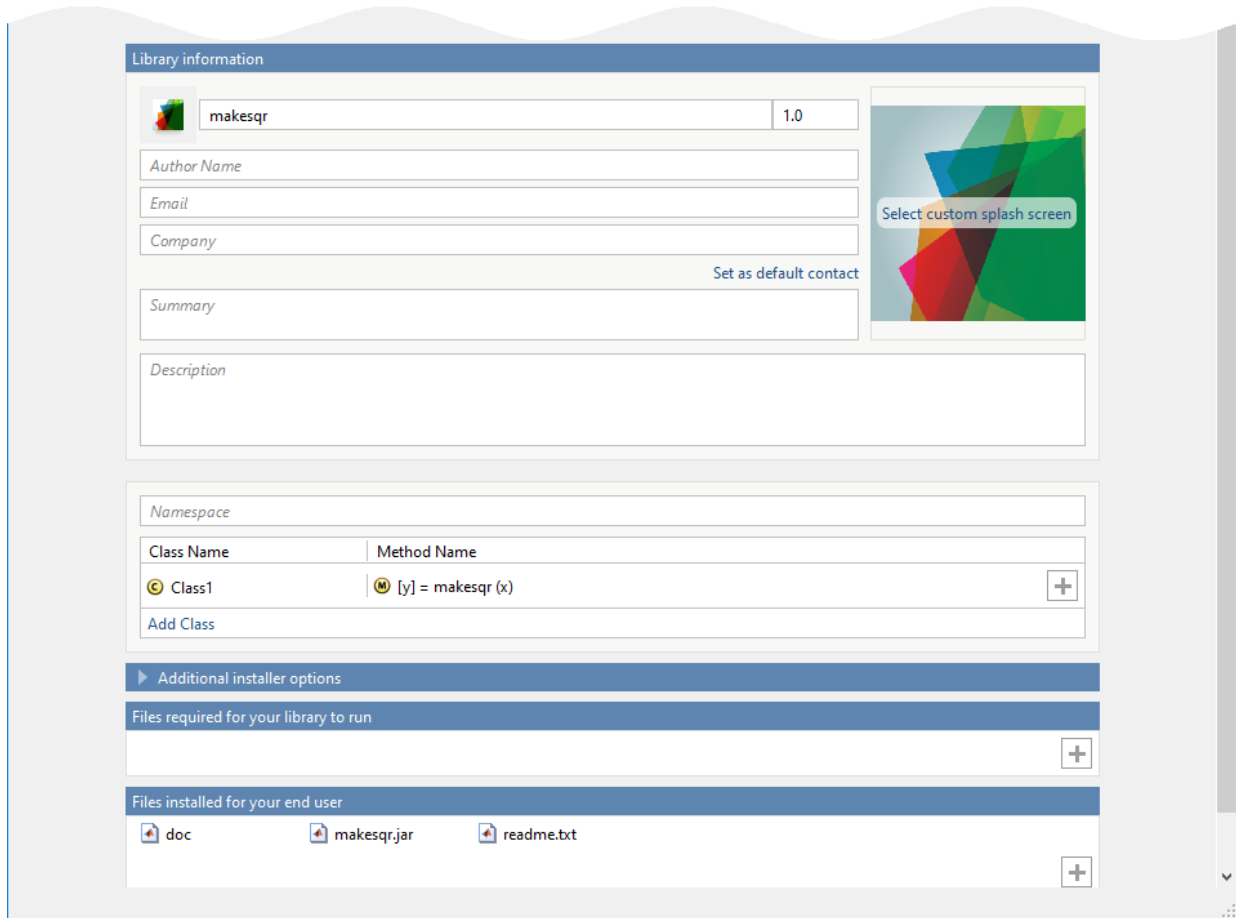 Library information
makesqr 1.0
Author Name
Email
Select custom splash screen
Company
Set as default contact
Summary
Description
Namespace
Class Name Method Name
C Class1 M [y] = makesqr (x)
Add Class
Additional installer options
Files required for your library to run
Files installed for your end user
doc makesqr.jar readme.txt